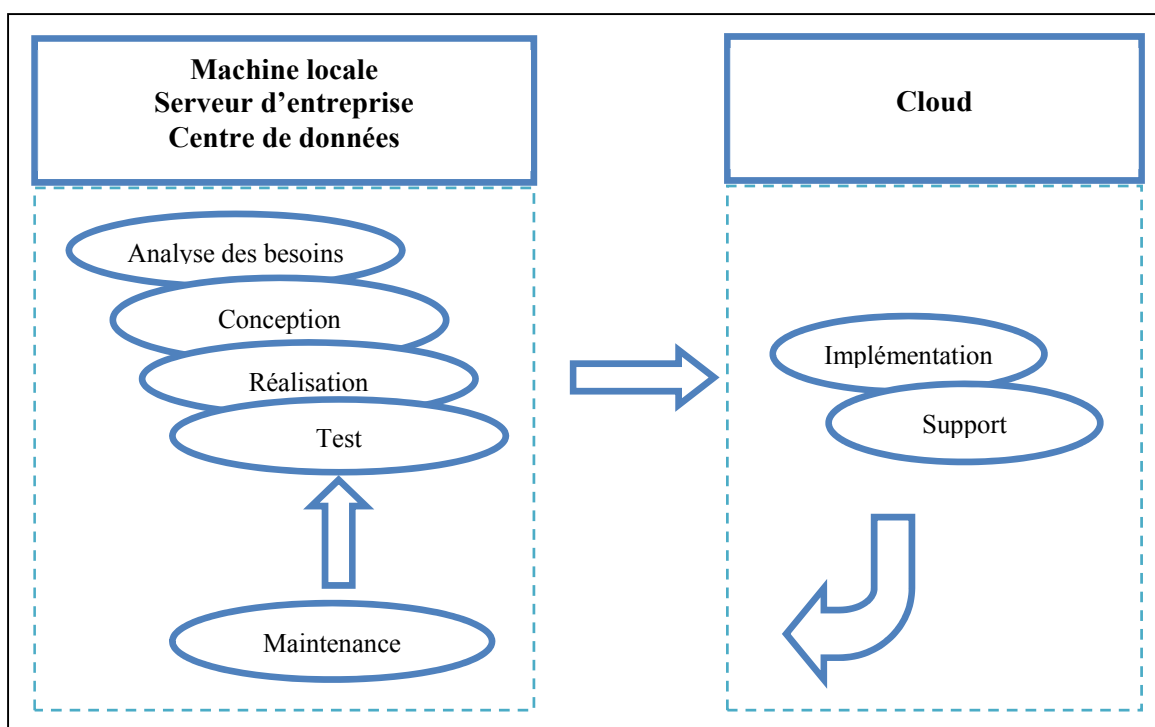 Machine locale
Serveur d’entreprise
Centre de données
Cloud
Analyse des besoins
Conception
Réalisation
Test
Maintenance
Implémentation
Support